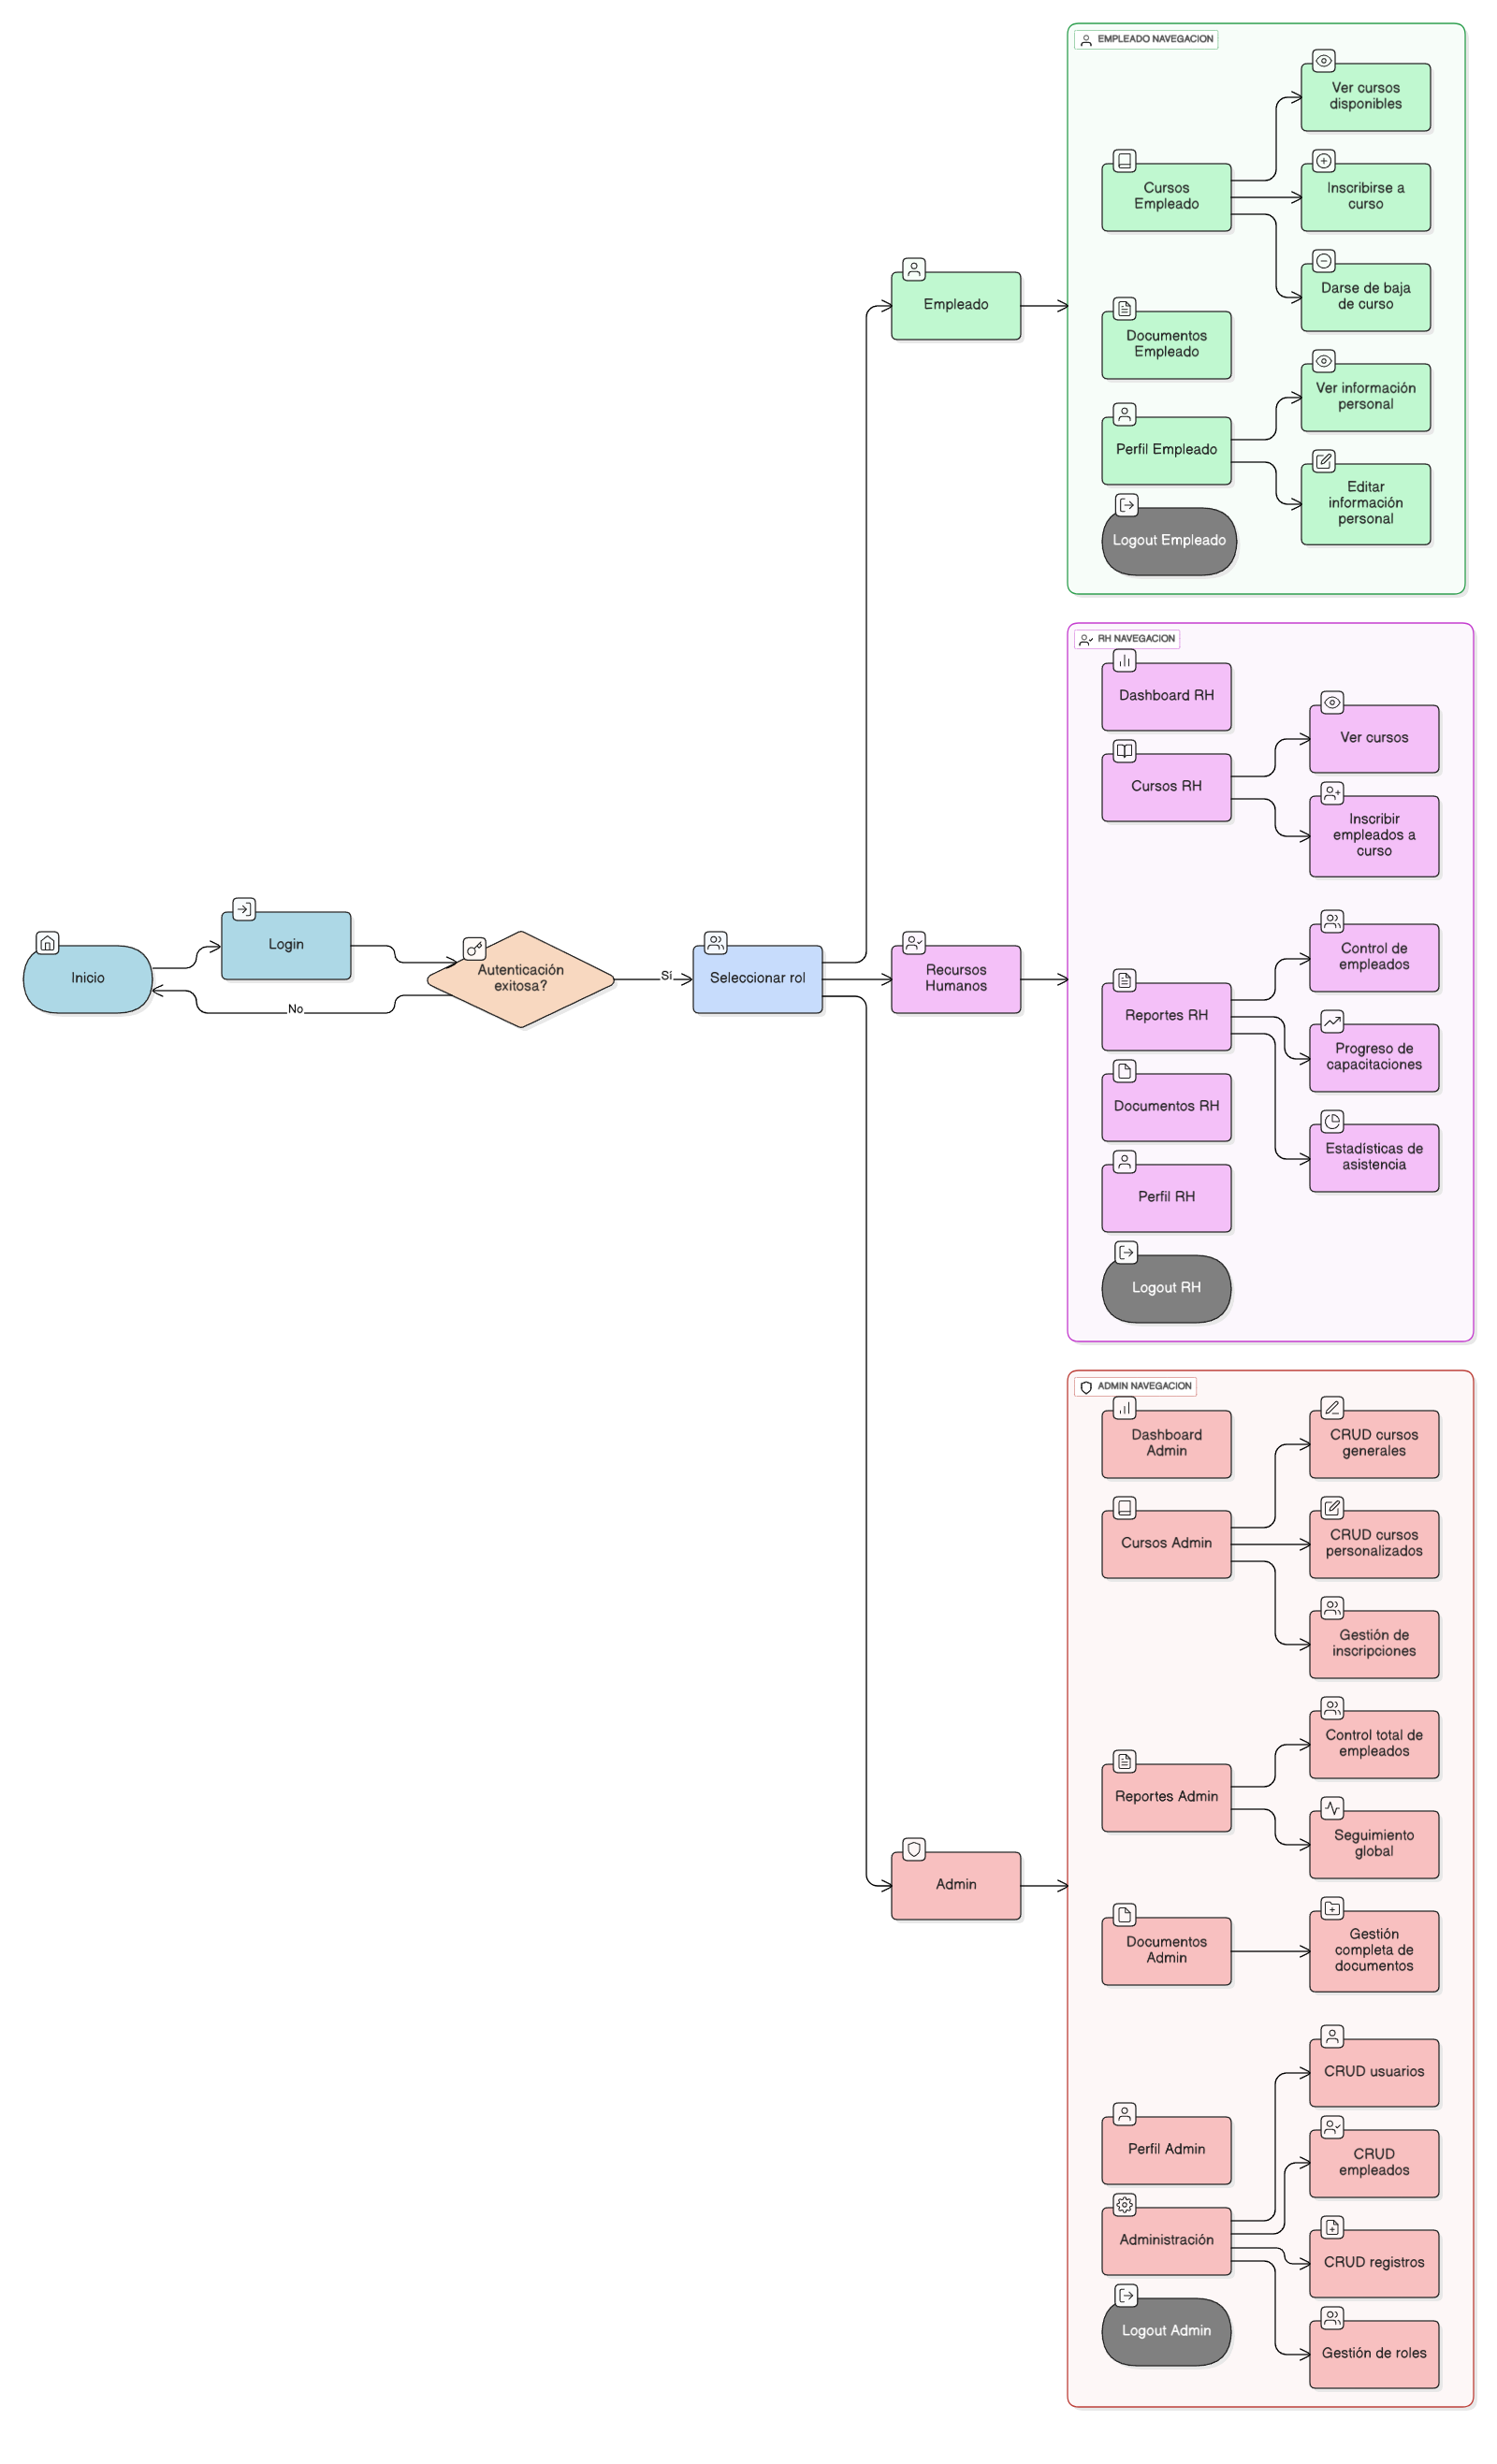 EMPLEADO NAVEGACION
Ver cursos
disponibles
Cursos
Empleado
Inscribirse a
curso
Darse de baja
de curso
Empleado
Documentos
Empleado
Ver información
personal
Perfil Empleado
Editar
información
personal
Logout Empleado
RH NAVEGACION
Dashboard RH
Ver cursos
Cursos RH
Inscribir
empleados a
curso
Inicio
Login
No
Autenticación
exitosa?
Sí
Seleccionar rol
Recursos
Humanos
Control de
empleados
Reportes RH
Progreso de
capacitaciones
Documentos RH
Estadísticas de
asistencia
Perfil RH
Logout RH
ADMIN NAVEGACION
Dashboard
Admin
CRUD cursos
generales
Cursos Admin
CRUD cursos
personalizados
Gestión de
inscripciones
Control total de
empleados
Reportes Admin
Seguimiento
global
Admin
Documentos
Admin
Gestión
completa de
documentos
CRUD usuarios
Perfil Admin
CRUD
empleados
Administración
CRUD registros
Logout Admin
Gestión de roles